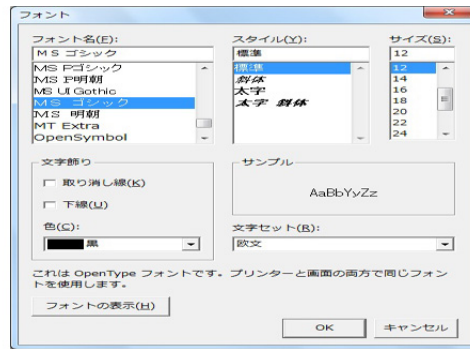 フォント
フォント名(F):
MS ゴシック
MS Pゴシック
MS P明朝
MS UI Gothic
MS ゴシック
MS 明朝
MT Extra
OpenSymbol
スタイル(Y):
標準
標準
斜体
太字
太字 斜体
サイズ(S):
12
12
14
16
18
20
22
24
文字飾り
取り消し線(K)
下線(U)
色(C):
黒
サンプル
AaBbYyZz
文字セット(R):
欧文
これは OpenType フォントです。プリンターと画面の両方で同じフォン
トを使用します。
フォントの表示(H)
OK
キャンセル